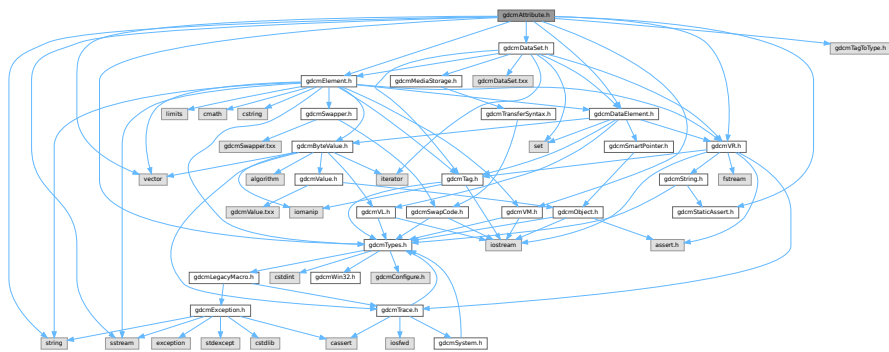 gdcmAttribute.h
gdcmDataSet.h
gdcmTagToType.h
gdcmElement.h
gdcmMediaStorage.h
gdcmDataSet.txx
limits
cmath
cstring
gdcmSwapper.h
gdcmTransferSyntax.h
gdcmDataElement.h
gdcmSwapper.txx
gdcmByteValue.h
set
gdcmSmartPointer.h
gdcmVR.h
vector
algorithm
gdcmValue.h
iterator
gdcmTag.h
gdcmString.h
fstream
gdcmValue.txx
iomanip
gdcmVL.h
gdcmSwapCode.h
gdcmVM.h
gdcmObject.h
gdcmStaticAssert.h
gdcmTypes.h
iostream
assert.h
gdcmLegacyMacro.h
cstdint
gdcmWin32.h
gdcmConfigure.h
gdcmException.h
gdcmTrace.h
string
sstream
exception
stdexcept
cstdlib
cassert
iosfwd
gdcmSystem.h